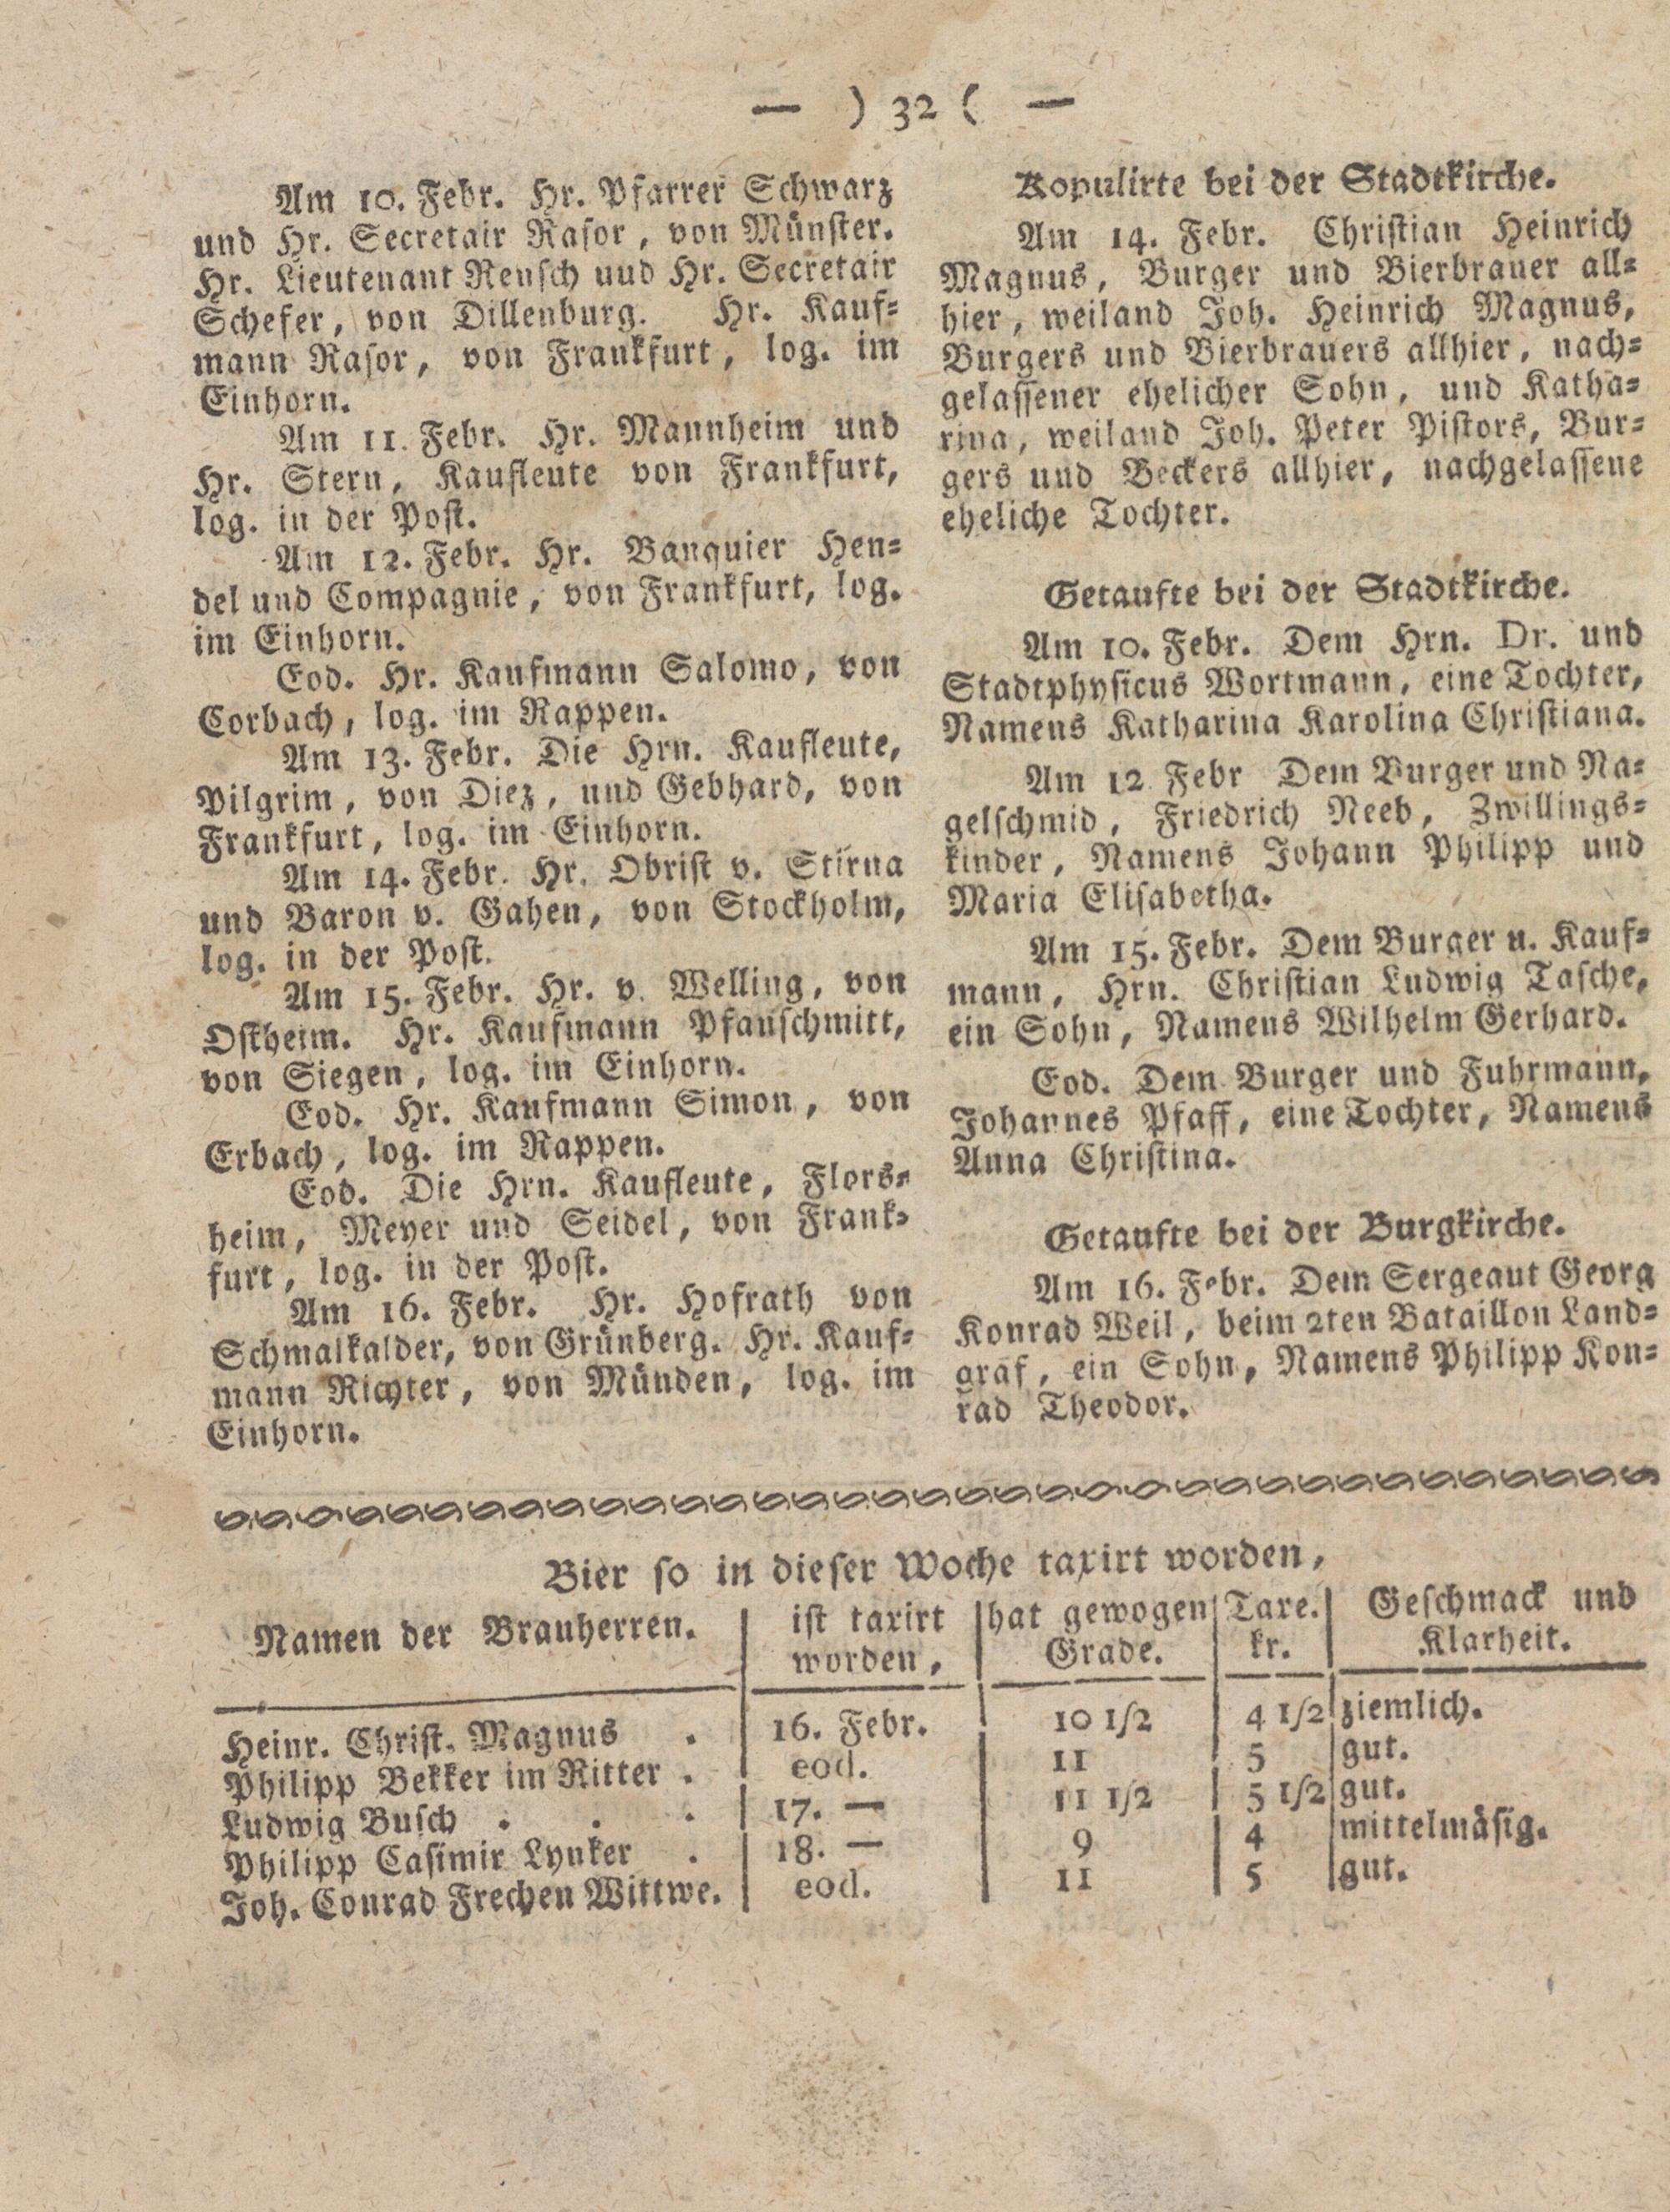 — ) 32 ( —
Am 10. Febr. Hr. Pfarrer Schwarz
und Hr. Secretair Rasor, von Münster.
Hr. Lieutenant Reusch uud Hr. Secretair
Schefer, von Dillenburg. Hr. Kauf-
mann Rasor, von Frankfurt, log. im
Einhorn.
Am 11. Febr. Hr. Mannheim und
Hr. Stern, Kaufleute von Frankfurt,
log. in der Post.
Am 12. Febr. Hr. Banquier Hen-
del und Compagnie, von Frankfurt, log.
im Einhorn.
Eod. Hr. Kaufmann Salomo, von
Corbach, log. im Rappen.
Am 13. Febr. Die Hrn. Kaufleute,
Pilgrim, von Diez, und Gebhard, von
Frankfurt, log. im Einhorn.
Am 14. Febr. Hr. Obrist v. Stirna
und Baron v. Gahen, von Stockholm,
log. in der Post.
Am 15. Febr. Hr. v. Welling, von
Ostheim. Hr. Kaufmann Pfauschmitt,
von Siegen, log. im Einhorn.
Eod. Hr. Kaufmann Simon, von
Erbach, log. im Rappen.
Eod. Die Hrn. Kaufleute, Flors-
heim, Meyer und Seidel, von Frank-
furt, log. in der Post.
Am 16. Febr. Hr. Hofrath von
Schmalkalder, von Grünberg. Hr. Kauf-
mann Richter, von Münden, log. im
Einhorn.
Kopulirte bei der Stadtkirche.
Am 14. Febr. Christian Heinrich
Magnus, Burger und Bierbrauer all-
hier, weiland Joh. Heinrich Magnus,
Burgers und Bierbrauers allhier, nach-
gelassener ehelicher Sohn, und Katha-
rina, weiland Joh. Peter Pistors, Bur-
gers und Beckers allhier, nachgelassene
eheliche Tochter.
Getaufte bei der Stadtkirche.
Am 10. Febr. Dem Hrn. Dr. und
Stadtphysicus Wortmann, eine Tochter,
Namens Katharina Karolina Christiana.
Am 12 Febr Dem Burger und Na-
gelschmid, Friedrich Neeb, Zwillings-
kinder, Namens Johann Philipp und
Maria Elisabetha.
Am 15. Febr. Dem Burger u. Kauf-
mann, Hrn. Christian Ludwig Tasche,
ein Sohn, Namens Wilhelm Gerhard.
Eod. Dem Burger und Fuhrmann,
Johannes Pfaff, eine Tochter, Namens
Anna Christina.
Getaufte bei der Burgkirche.
Am 16. Febr. Dem Sergeaut Georg
Konrad Weil, beim 2ten Bataillon Land-
graf, ein Sohn, Namens Philipp Kon-
rad Theodor.
Bier so in dieser Woche taxirt worden,
Namen der Brauherren. ist taxirt worden, hat gewogen Grade. Taxe. kr. Geschmack und Klarheit.
Heinr. Christ. Magnus . 16. Febr. 10 1/2 4 1/2 ziemlich.
Philipp Bekker im Ritter . eod. 11 5 gut.
Ludwig Busch . . . 17. — 11 1/2 5 1/2 gut.
Philipp Casimir Lynker . 18. — 9 4 mittelmäsig.
Joh. Conrad Frechen Wittwe. eod. 11 5 gut.